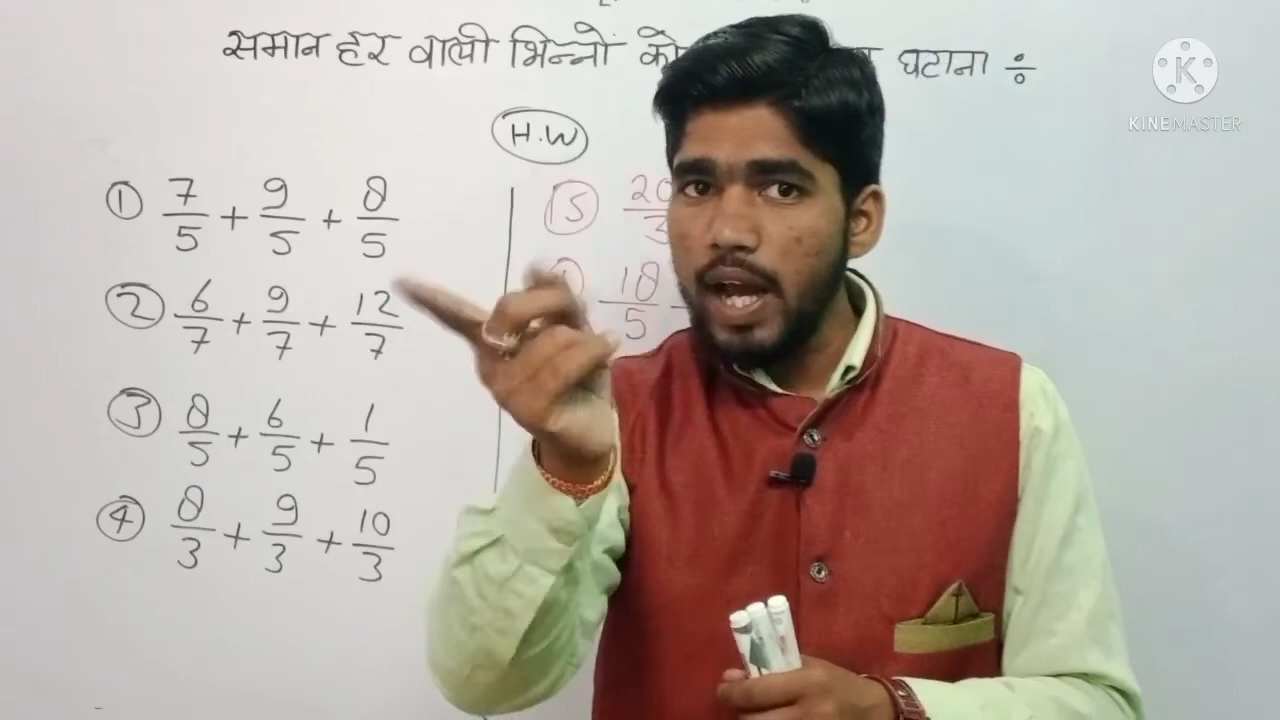 समान हर वाली भिन्नों को घटाना ÷
H.W
① 7/5 + 9/5 + 8/5
② 6/7 + 9/7 + 12/7
③ 8/5 + 6/5 + 1/5
④ 8/3 + 9/3 + 10/3
⑤ 20/3
18/5
K
KINEMASTER